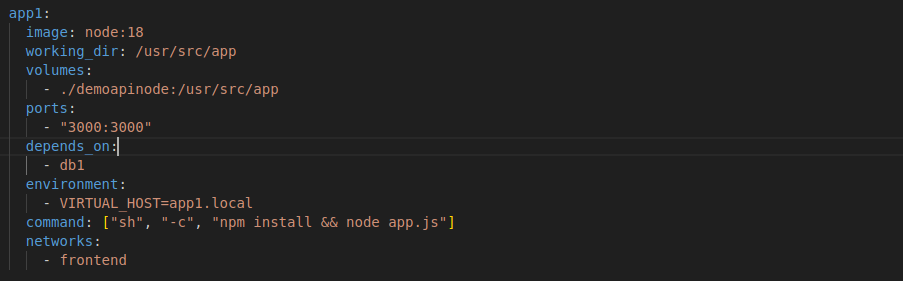 app1:
  image: node:18
  working_dir: /usr/src/app
  volumes:
    - ./demoapinode:/usr/src/app
  ports:
    - "3000:3000"
  depends_on:
    - db1
  environment:
    - VIRTUAL_HOST=app1.local
  command: ["sh", "-c", "npm install && node app.js"]
  networks:
    - frontend